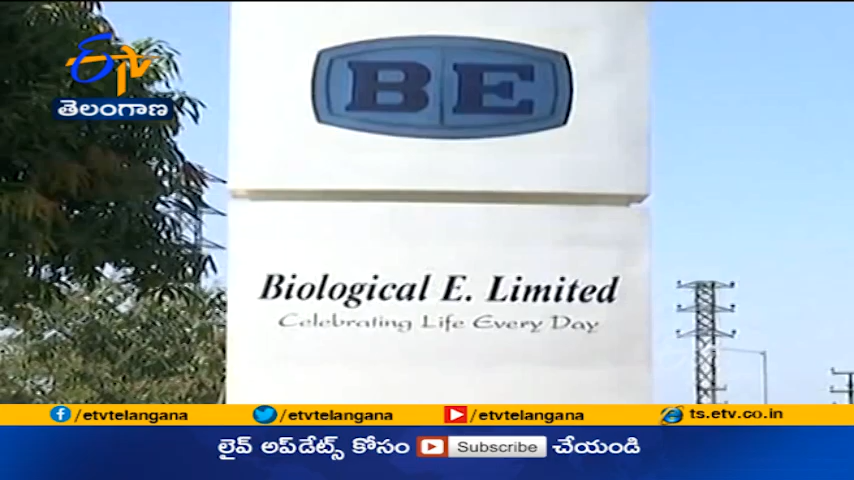 ETV
తెలంగాణ
BE
Biological E. Limited
Celebrating Life Every Day
/etvtelangana /etvtelangana /etvtelangana ts.etv.co.in
లైవ్ అప్‌డేట్స్ కోసం Subscribe చేయండి